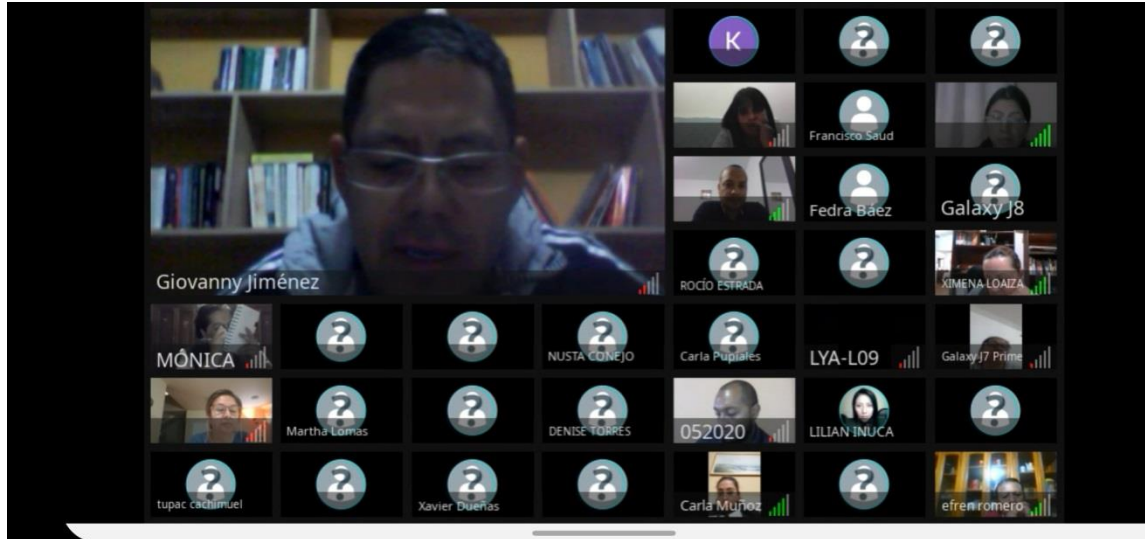 K
Francisco Saud
Fedra Báez
Galaxy J8
Giovanny Jiménez
ROCÍO ESTRADA
XIMENA LOAIZA
MÓNICA
NUSTA CONEJO
Carla Pupiales
LYA-L09
Galaxy J7 Prime
Martha Lomas
DENISE TORRES
052020
LILIAN INUCA
tupac cachimuel
Xavier Dueñas
Carla Muñoz
efren romero